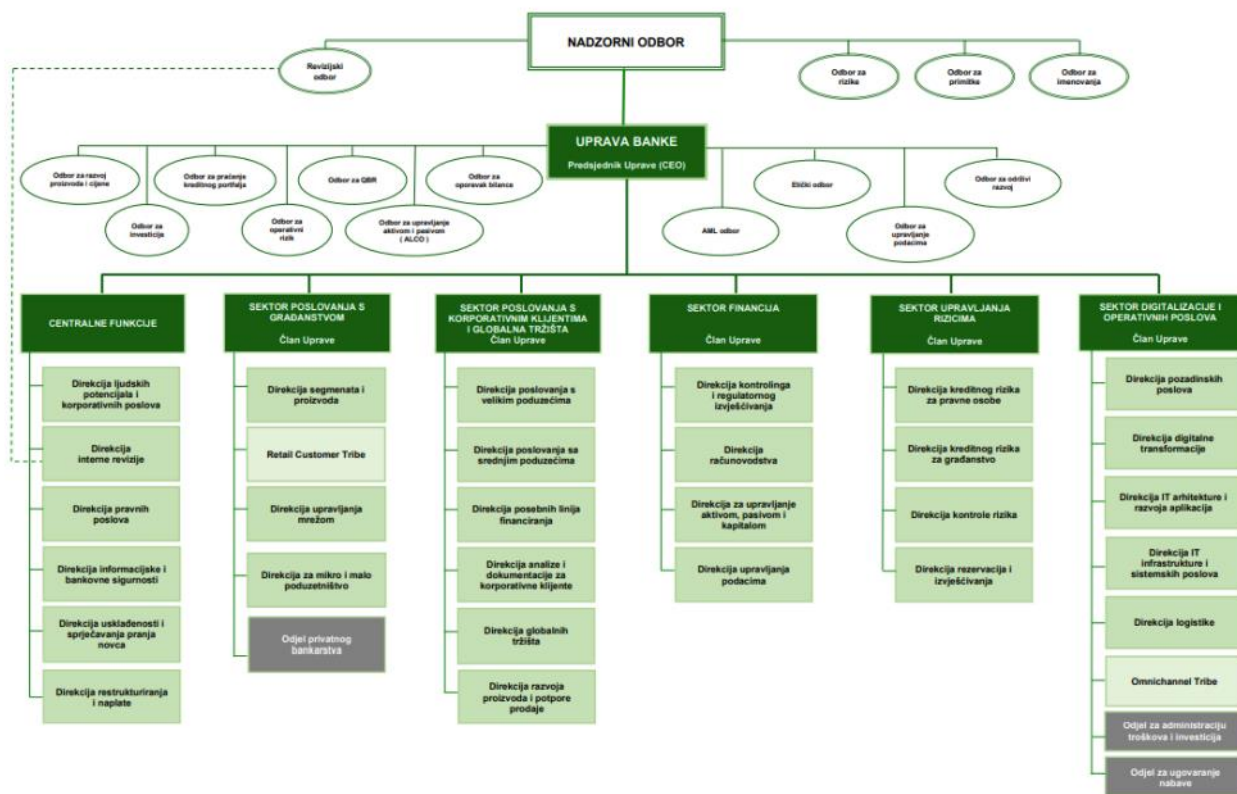 NADZORNI ODBOR
Revizijski
odbor
Odbor za
rizike
Odbor za
primitke
Odbor za
imenovanja
UPRAVA BANKE
Predsjednik Uprave (CEO)
Odbor za razvoj
proizvoda i cijene
Odbor za
investicije
Odbor za praćenje
kreditnog portfelja
Odbor za
operativni
rizik
Odbor za QBR
Odbor za upravljanje
aktivom i pasivom
( ALCO )
Odbor za
oporavak bilance
AML odbor
Etički odbor
Odbor za
upravljanje
podacima
Odbor za održivi
razvoj
CENTRALNE FUNKCIJE
Direkcija ljudskih
potencijala i
korporativnih poslova
Direkcija
interne revizije
Direkcija pravnih
poslova
Direkcija informacijske i
bankovne sigurnosti
Direkcija usklađenosti i
sprječavanja pranja
novca
Direkcija restrukturiranja
i naplate
SEKTOR POSLOVANJA S
GRAĐANSTVOM
Član Uprave
Direkcija segmenata i
proizvoda
Retail Customer Tribe
Direkcija upravljanja
mrežom
Direkcija za mikro i malo
poduzetništvo
Odjel privatnog
bankarstva
SEKTOR POSLOVANJA S
KORPORATIVNIM KLIJENTIMA
I GLOBALNA TRŽIŠTA
Član Uprave
Direkcija poslovanja s
velikim poduzećima
Direkcija poslovanja sa
srednjim poduzećima
Direkcija posebnih linija
financiranja
Direkcija analize i
dokumentacije za
korporativne klijente
Direkcija globalnih
tržišta
Direkcija razvoja
proizvoda i potpore
prodaje
SEKTOR FINANCIJA
Član Uprave
Direkcija kontrolinga
i regulatornog
izvješćivanja
Direkcija
računovodstva
Direkcija za upravljanje
aktivom, pasivom i
kapitalom
Direkcija upravljanja
podacima
SEKTOR UPRAVLJANJA
RIZICIMA
Član Uprave
Direkcija kreditnog rizika
za pravne osobe
Direkcija kreditnog rizika
za građanstvo
Direkcija kontrole rizika
Direkcija rezervacija i
izvješćivanja
SEKTOR DIGITALIZACIJE I
OPERATIVNIH POSLOVA
Član Uprave
Direkcija pozadinskih
poslova
Direkcija digitalne
transformacije
Direkcija IT arhitekture i
razvoja aplikacija
Direkcija IT
infrastrukture i
sistemskih poslova
Direkcija logistike
Omnichannel Tribe
Odjel za administraciju
troškova i investicija
Odjel za ugovaranje
nabave